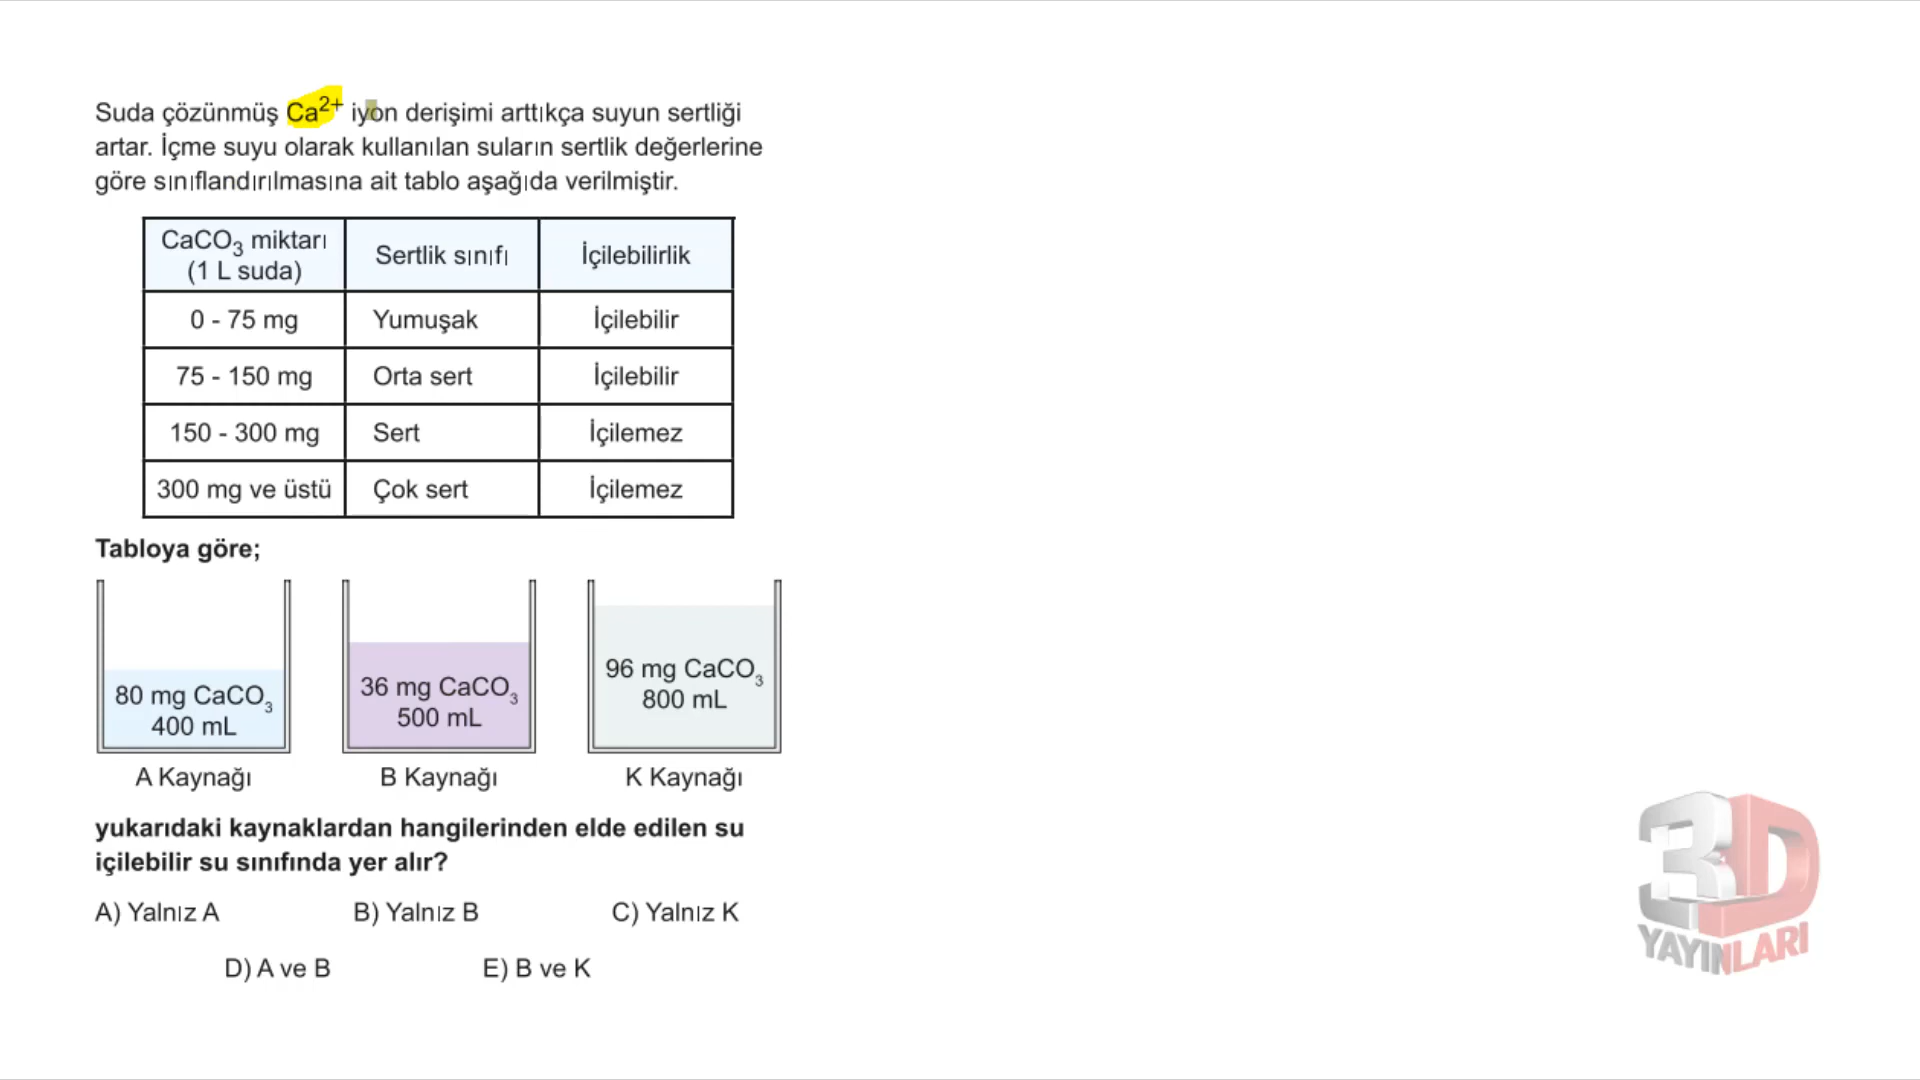 Suda çözünmüş Ca²⁺ iyon derişimi arttıkça suyun sertliği
artar. İçme suyu olarak kullanılan suların sertlik değerlerine
göre sınıflandırılmasına ait tablo aşağıda verilmiştir.
CaCO₃ miktarı
(1 L suda)
Sertlik sınıfı
İçilebilirlik
0 - 75 mg
Yumuşak
İçilebilir
75 - 150 mg
Orta sert
İçilebilir
150 - 300 mg
Sert
İçilemez
300 mg ve üstü
Çok sert
İçilemez
Tabloya göre;
80 mg CaCO₃
400 mL
A Kaynağı
36 mg CaCO₃
500 mL
B Kaynağı
96 mg CaCO₃
800 mL
K Kaynağı
yukarıdaki kaynaklardan hangilerinden elde edilen su
içilebilir su sınıfında yer alır?
A) Yalnız A
B) Yalnız B
C) Yalnız K
D) A ve B
E) B ve K
3D
YAYINLARI